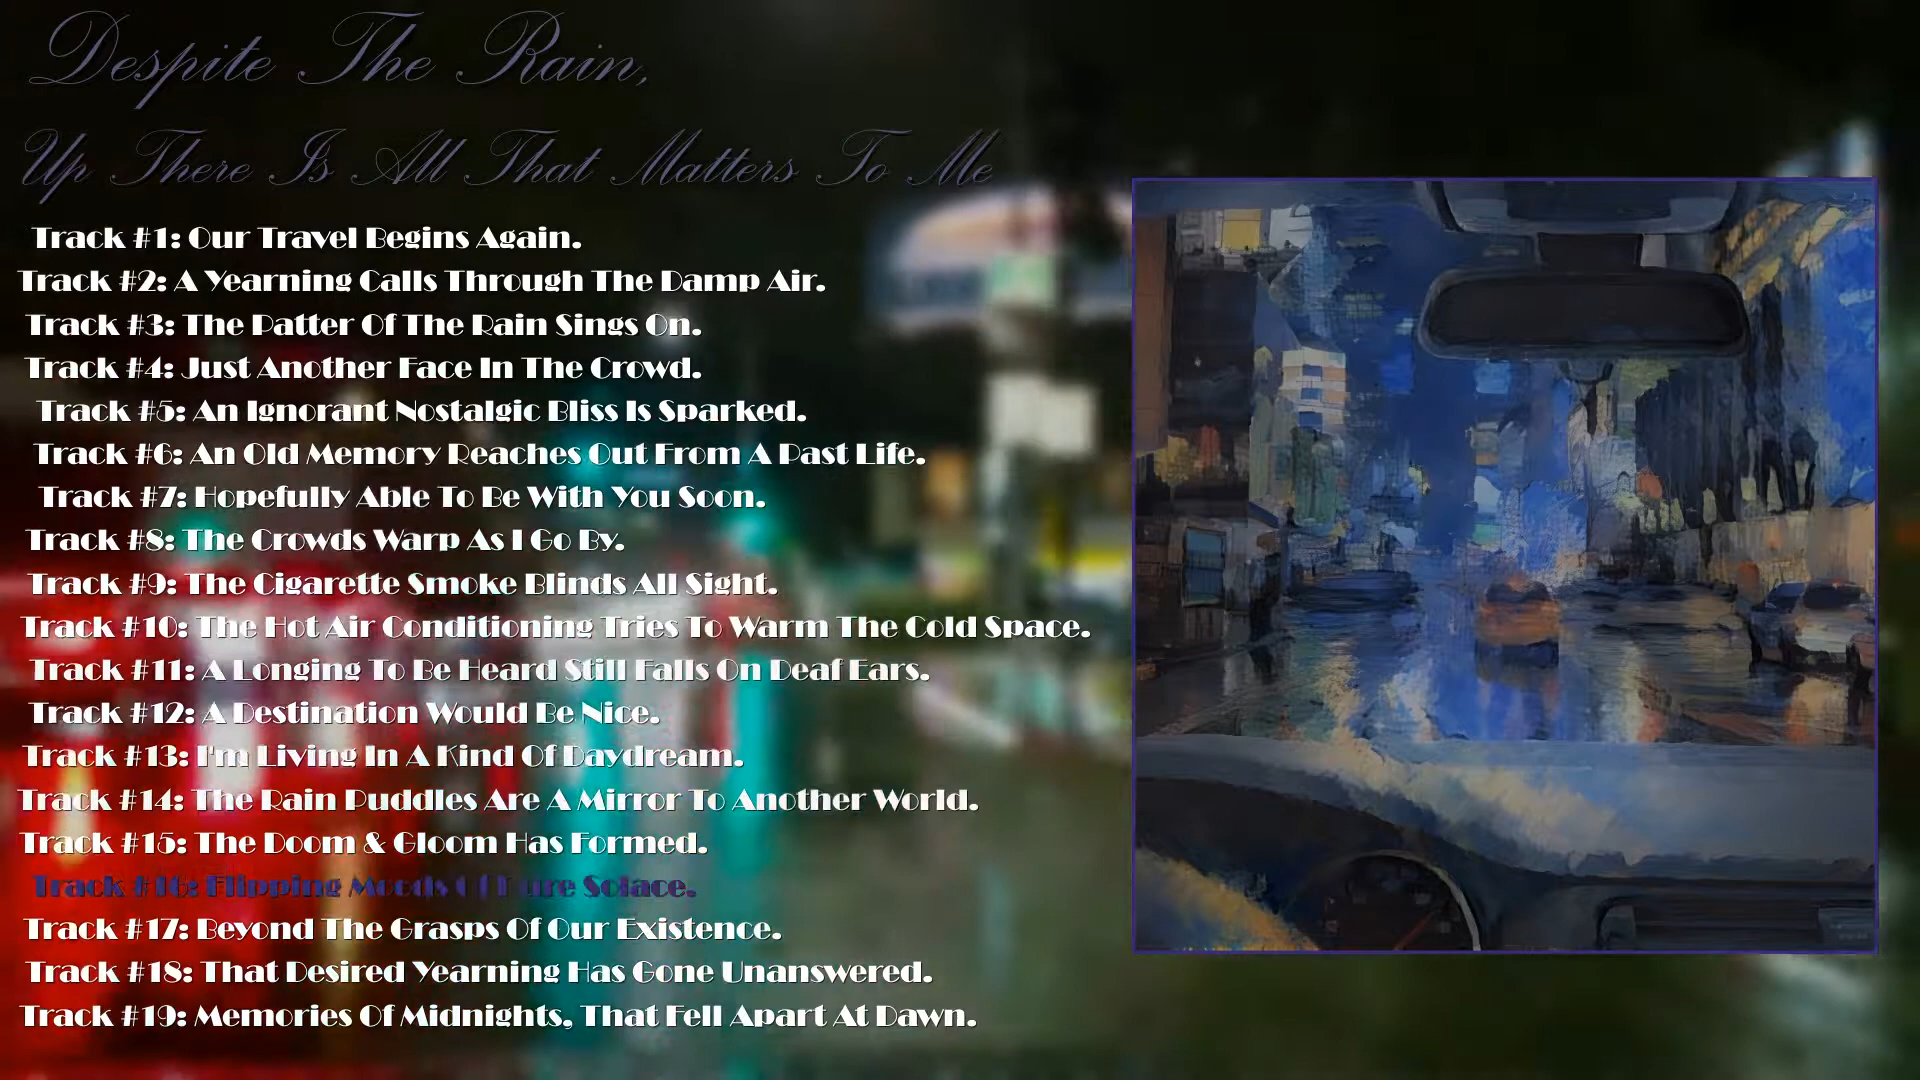 Despite The Rain,
Up There Is All That Matters To Me
Track #1: Our Travel Begins Again.
Track #2: A Yearning Calls Through The Damp Air.
Track #3: The Patter Of The Rain Sings On.
Track #4: Just Another Face In The Crowd.
Track #5: An Ignorant Nostalgic Bliss Is Sparked.
Track #6: An Old Memory Reaches Out From A Past Life.
Track #7: Hopefully Able To Be With You Soon.
Track #8: The Crowds Warp As I Go By.
Track #9: The Cigarette Smoke Blinds All Sight.
Track #10: The Hot Air Conditioning Tries To Warm The Cold Space.
Track #11: A Longing To Be Heard Still Falls On Deaf Ears.
Track #12: A Destination Would Be Nice.
Track #13: I'm Living In A Kind Of Daydream.
Track #14: The Rain Puddles Are A Mirror To Another World.
Track #15: The Doom & Gloom Has Formed.
Track #16: Flipping Moods Of Pure Solace.
Track #17: Beyond The Grasps Of Our Existence.
Track #18: That Desired Yearning Has Gone Unanswered.
Track #19: Memories Of Midnights, That Fell Apart At Dawn.